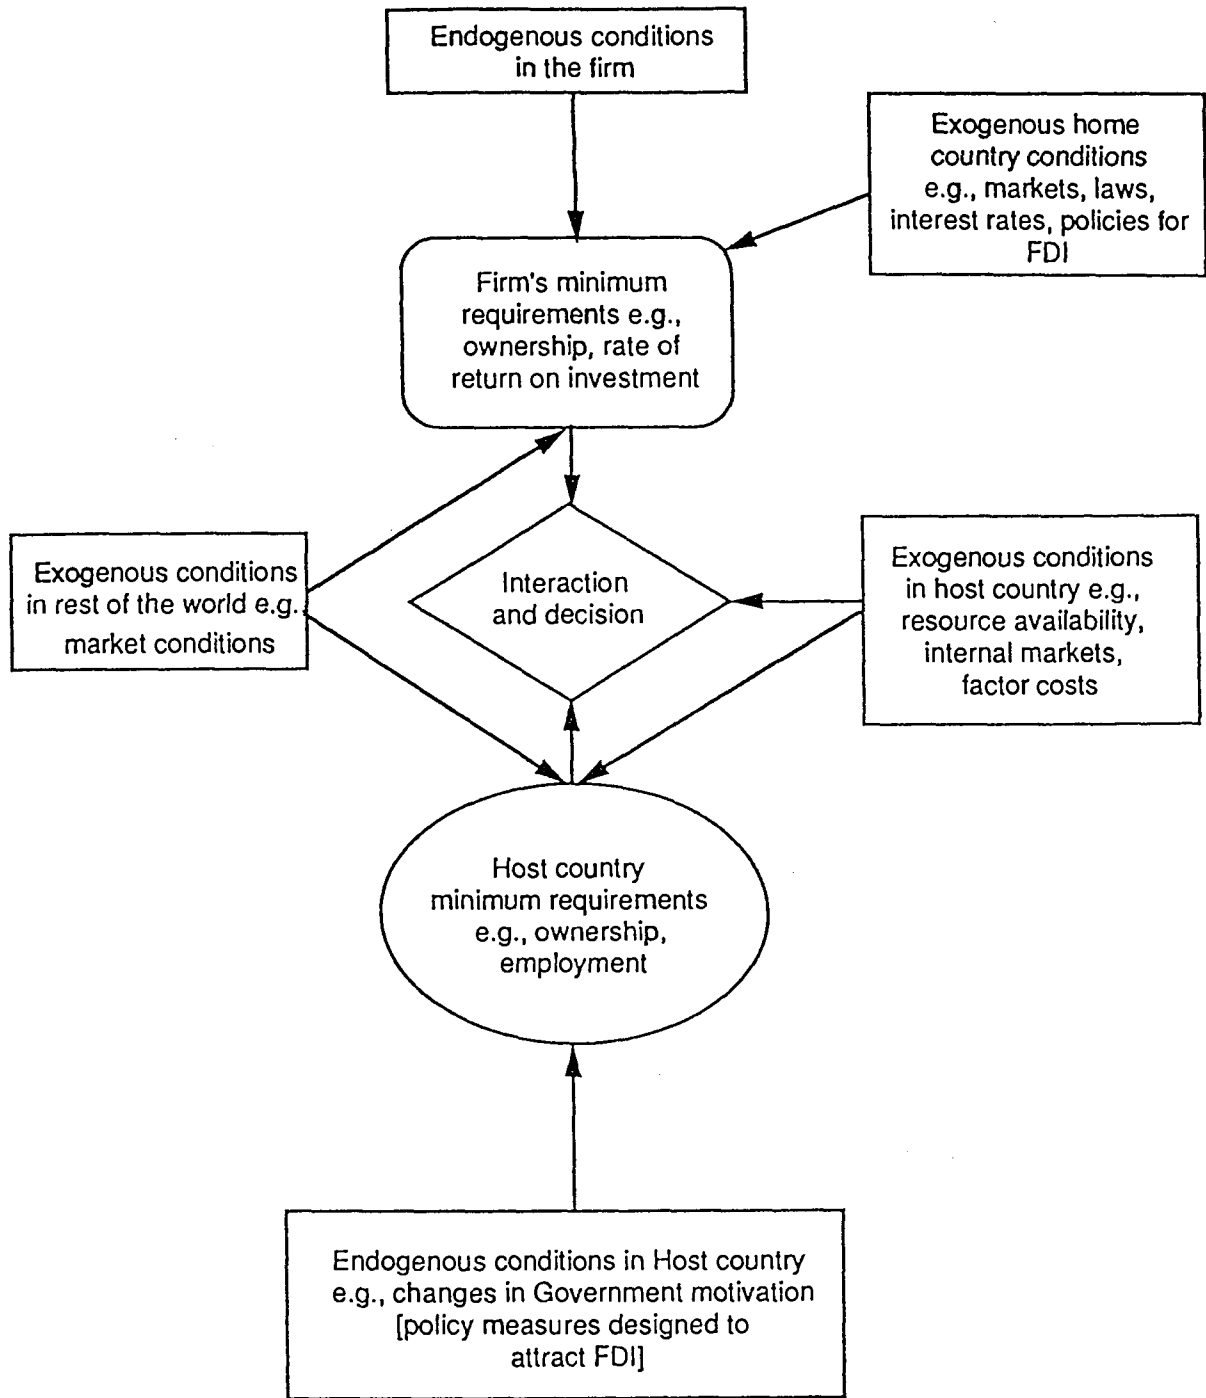 Endogenous conditions
in the firm
Exogenous home
country conditions
e.g., markets, laws,
interest rates, policies for
FDI
Firm's minimum
requirements e.g.,
ownership, rate of
return on investment
Exogenous conditions
in rest of the world e.g.
market conditions
Interaction
and decision
Exogenous conditions
in host country e.g.,
resource availability,
internal markets,
factor costs
Host country
minimum requirements
e.g., ownership,
employment
Endogenous conditions in Host country
e.g., changes in Government motivation
[policy measures designed to
attract FDI]